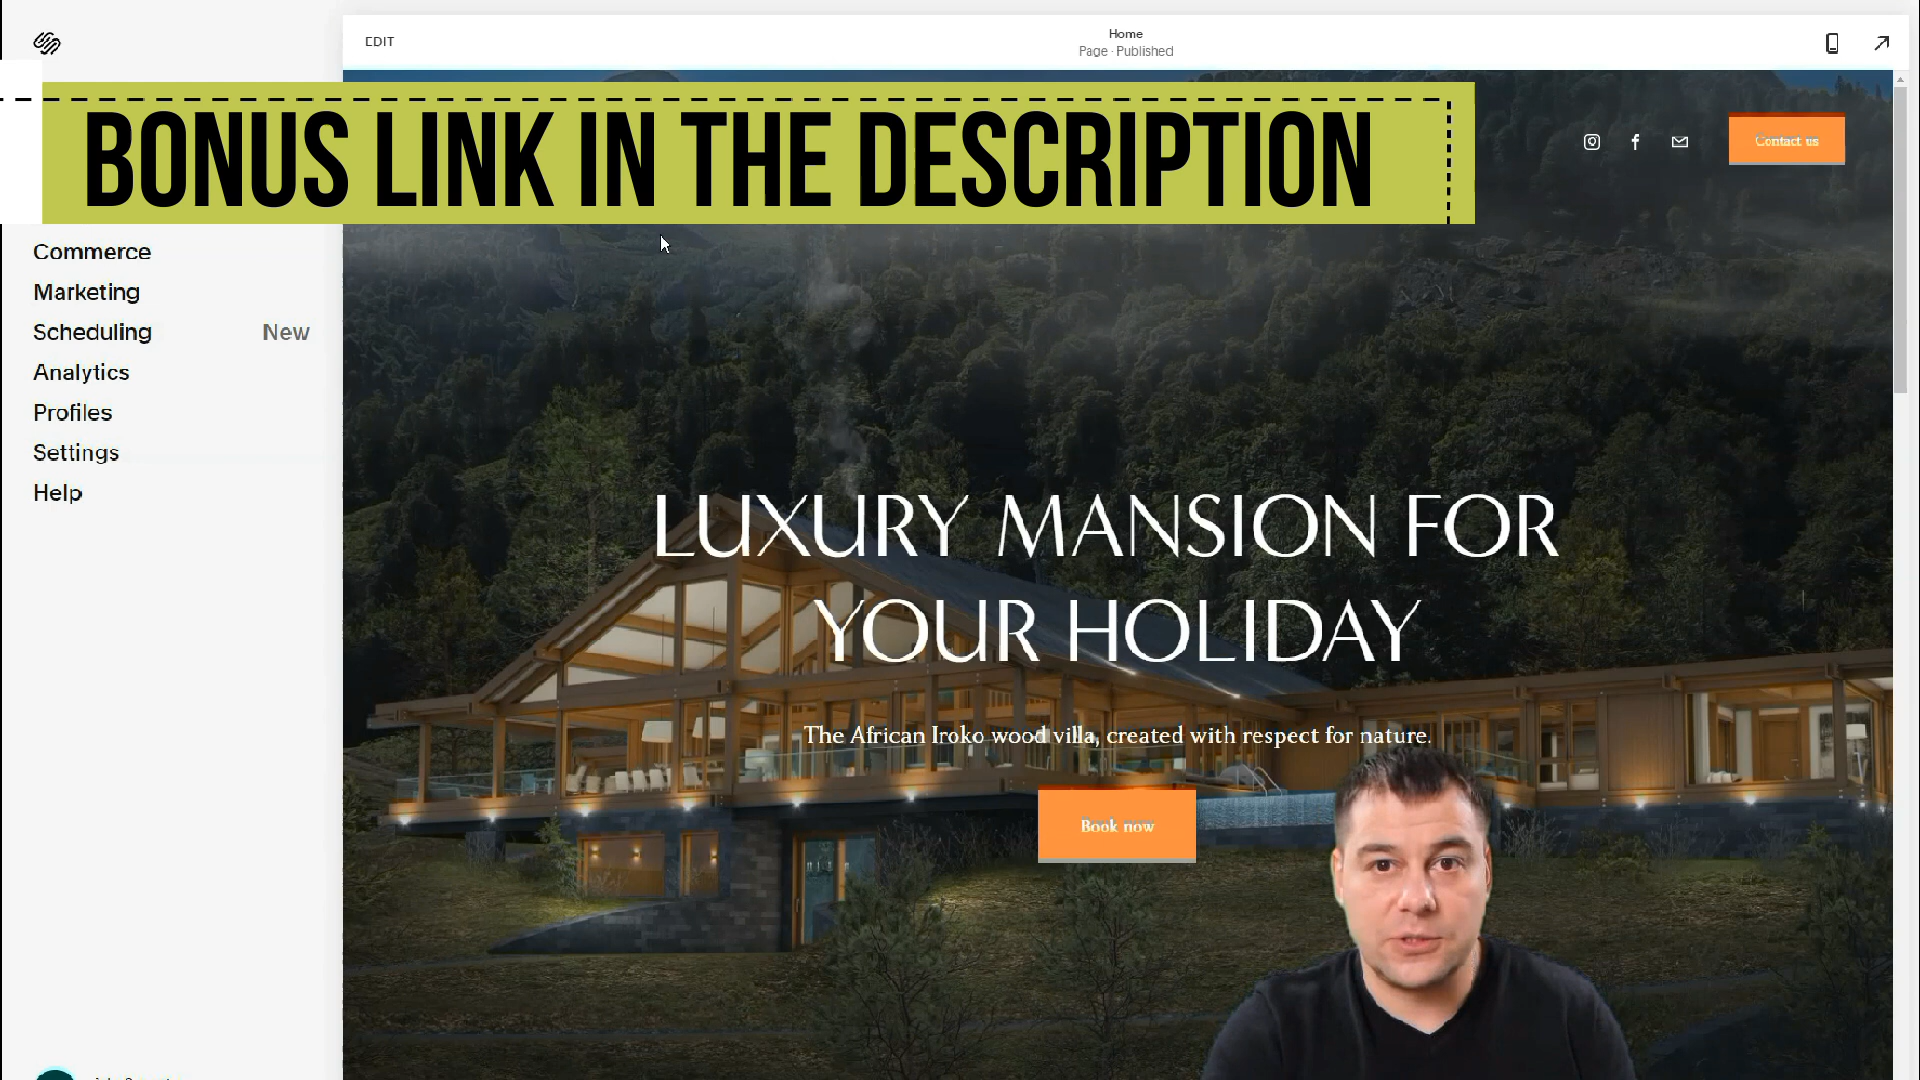 EDIT
Home
Page · Published
BONUS LINK IN THE DESCRIPTION
Contact us
Commerce
Marketing
Scheduling New
Analytics
Profiles
Settings
Help
LUXURY MANSION FOR
YOUR HOLIDAY
The African Iroko wood villa, created with respect for nature.
Book now